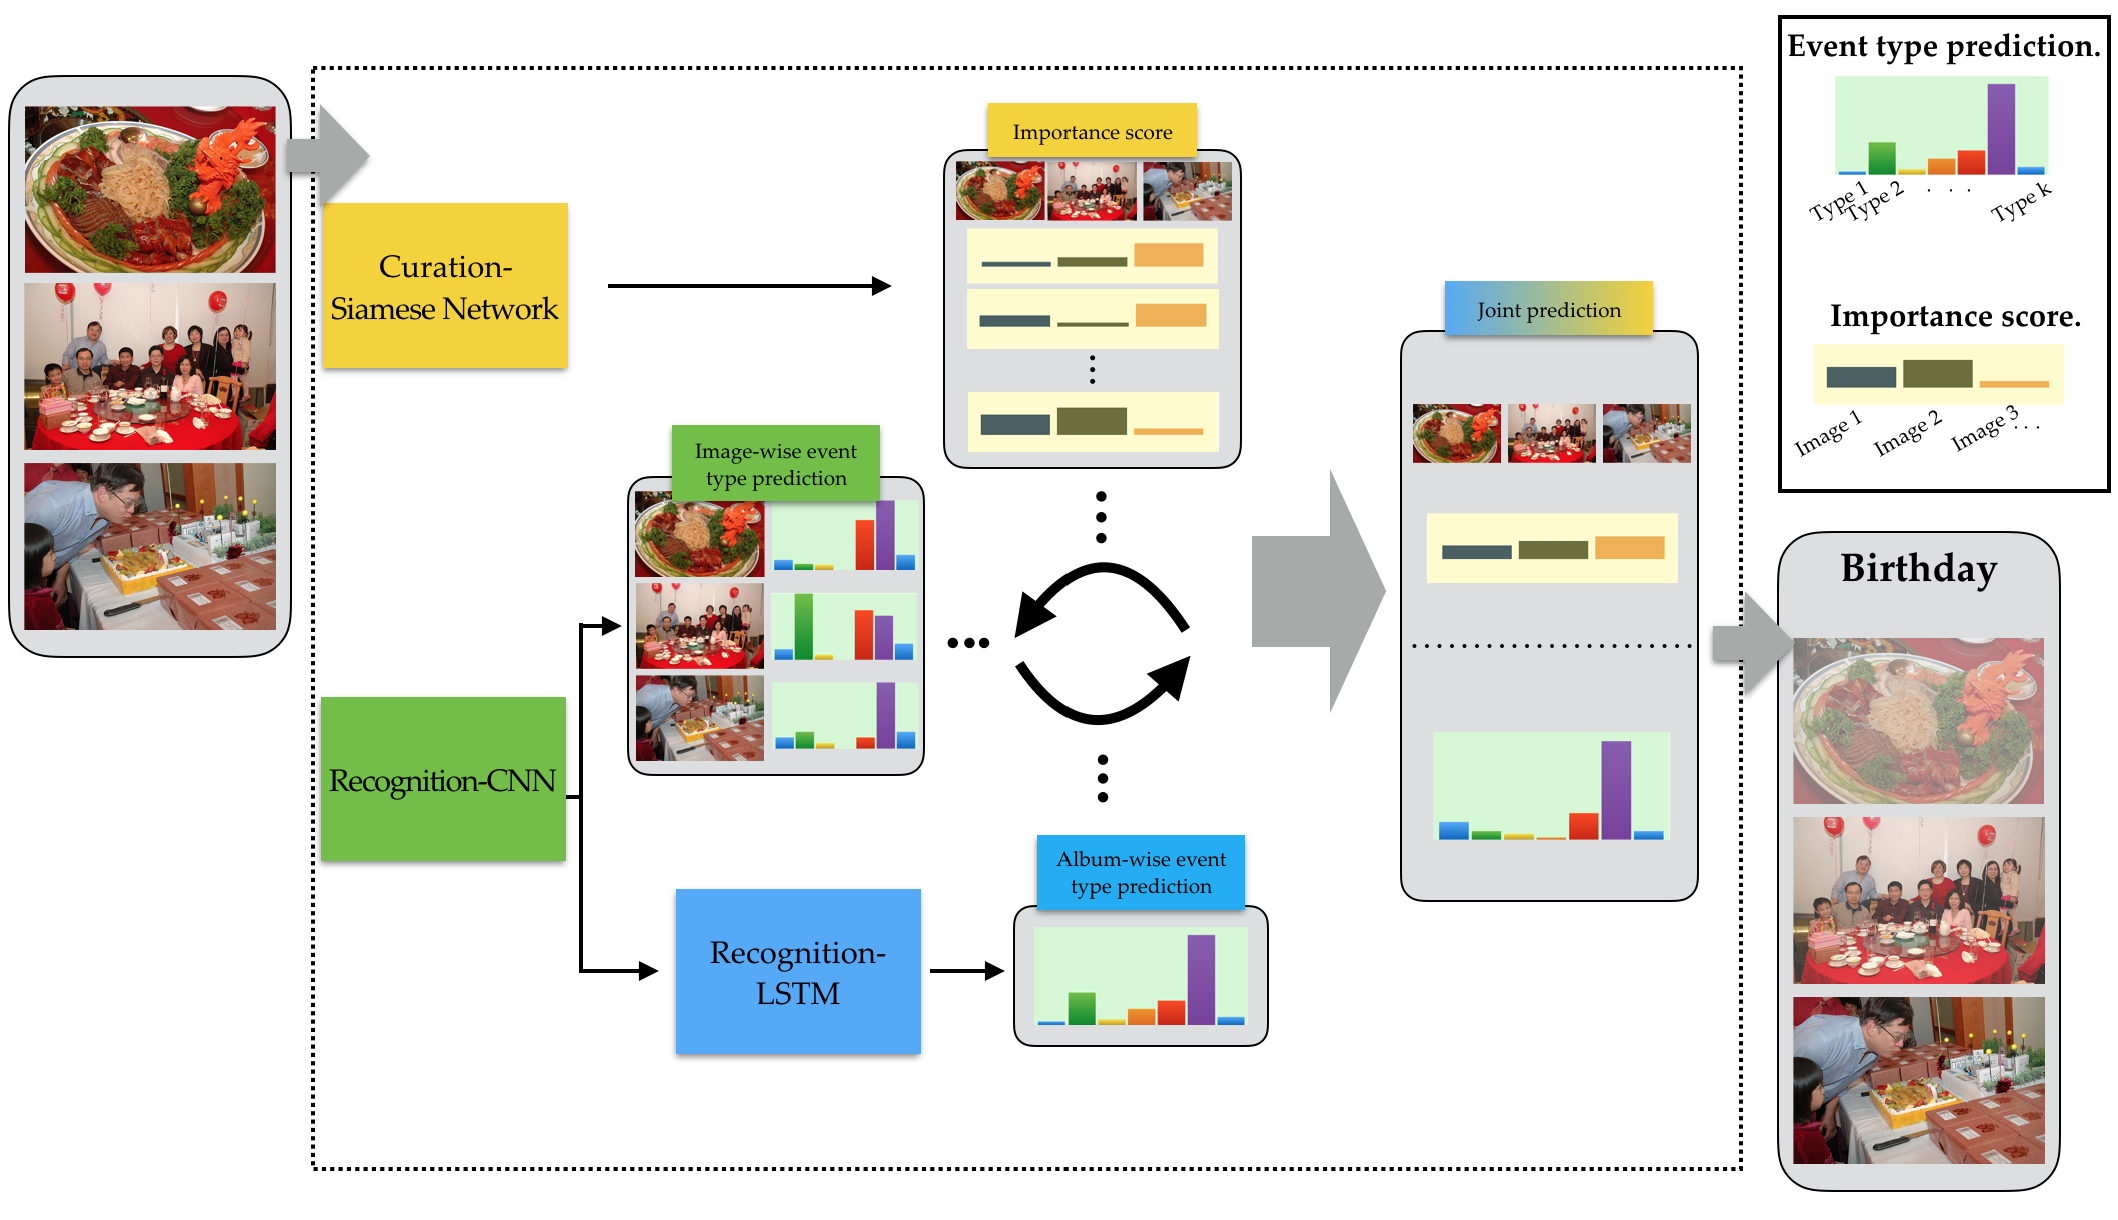 Event type prediction.
Type 1
Type 2
. . .
Type k
Importance score.
Image 1
Image 2
Image 3
. . .
Importance score
Curation-
Siamese Network
Joint prediction
Image-wise event
type prediction
Recognition-CNN
Album-wise event
type prediction
Recognition-
LSTM
Birthday